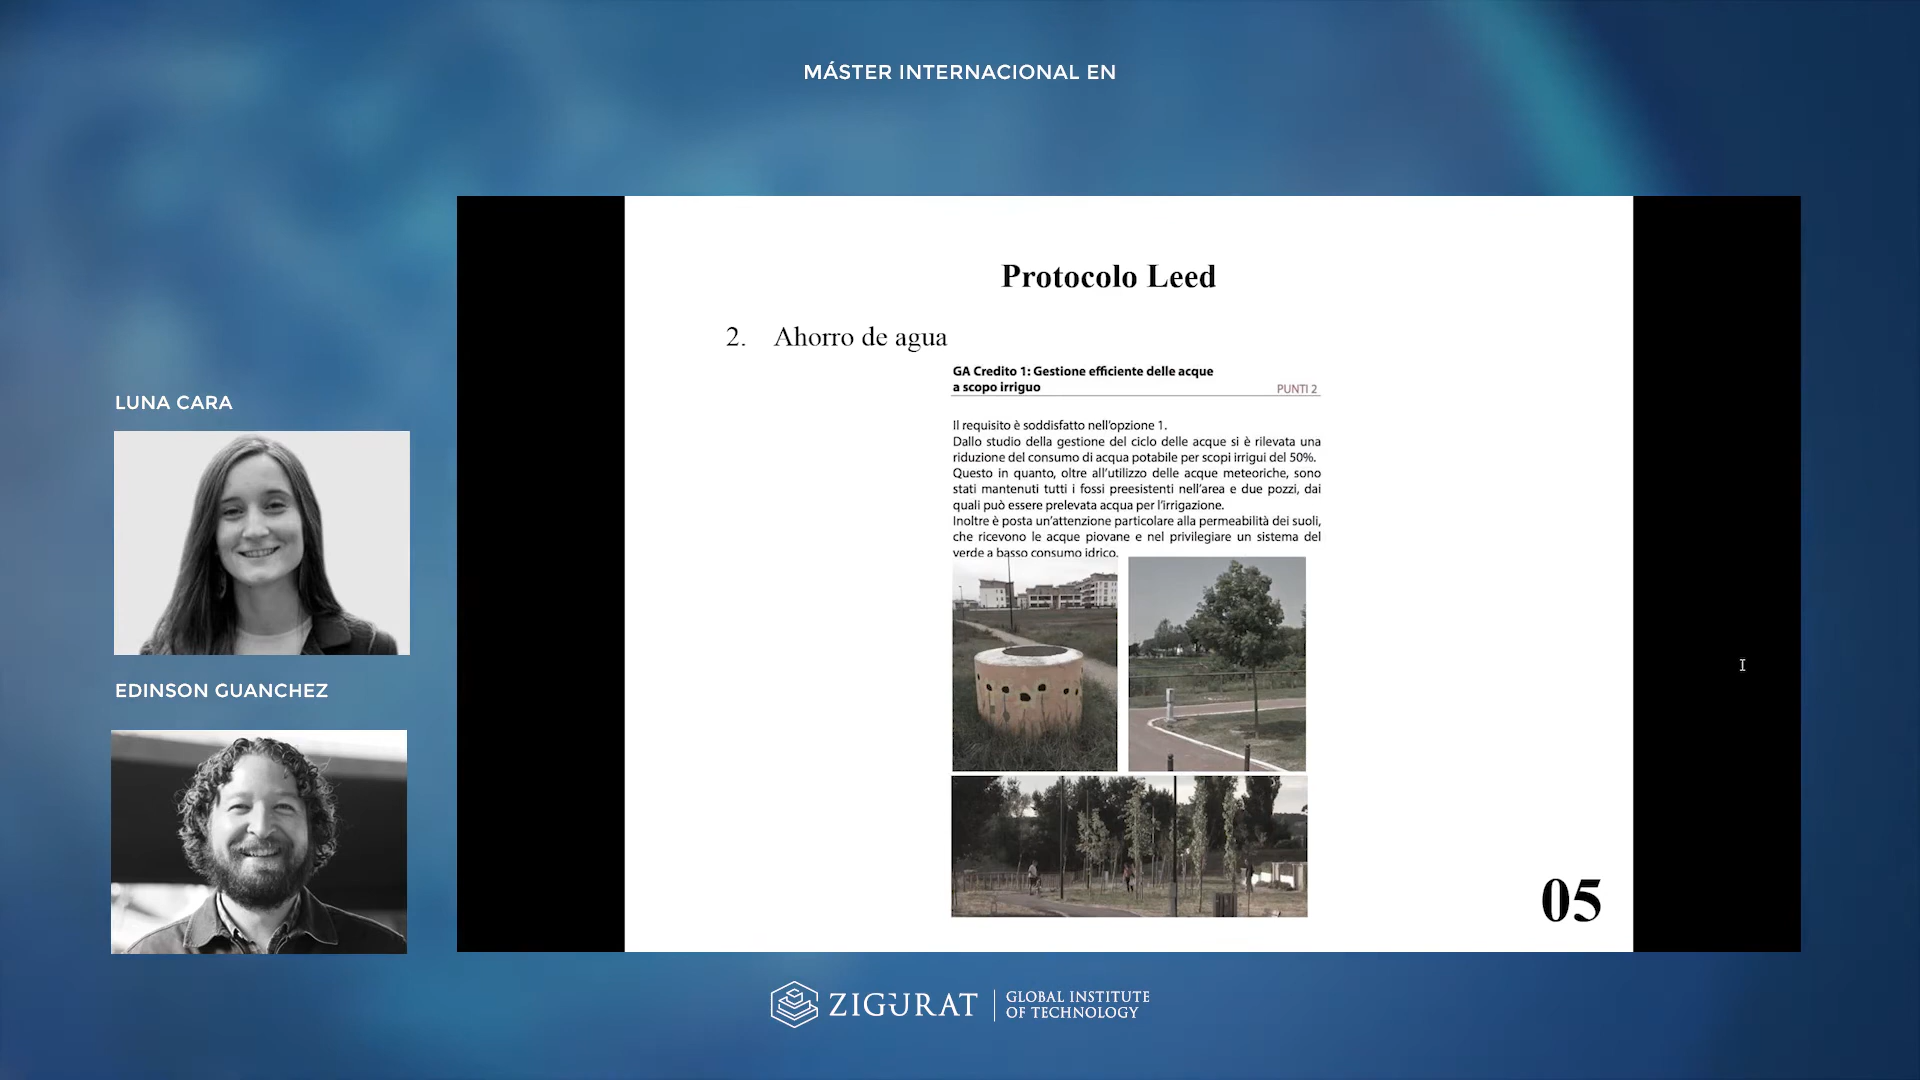 MÁSTER INTERNACIONAL EN
LUNA CARA
EDINSON GUANCHEZ
Protocolo Leed
2. Ahorro de agua
GA Credito 1: Gestione efficiente delle acque
a scopo irriguo PUNTI 2
Il requisito è soddisfatto nell'opzione 1.
Dallo studio della gestione del ciclo delle acque si è rilevata una
riduzione del consumo di acqua potabile per scopi irrigui del 50%.
Questo in quanto, oltre all'utilizzo delle acque meteoriche, sono
stati mantenuti tutti i fossi preesistenti nell'area e due pozzi, dai
quali può essere prelevata acqua per l'irrigazione.
Inoltre è posta un'attenzione particolare alla permeabilità dei suoli,
che ricevono le acque piovane e nel privilegiare un sistema del
verde a basso consumo idrico.
05
ZIGURAT
GLOBAL INSTITUTE
OF TECHNOLOGY